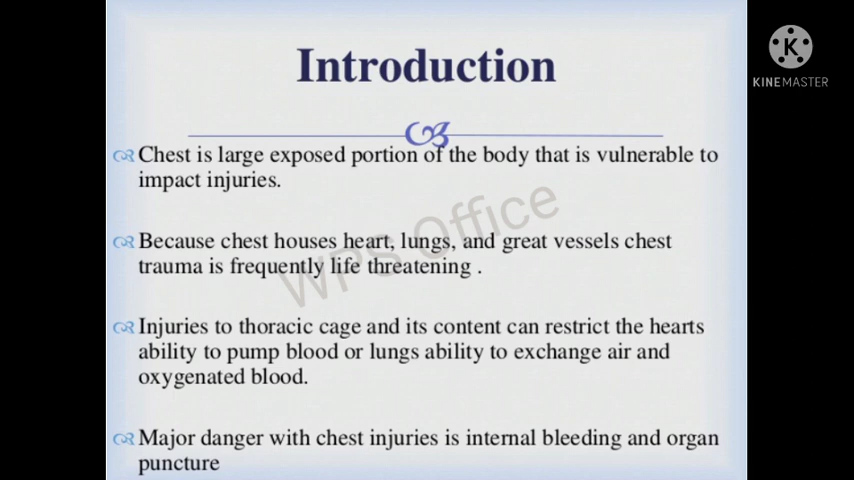 Introduction
KINEMASTER
Chest is large exposed portion of the body that is vulnerable to
impact injuries.
Because chest houses heart, lungs, and great vessels chest
trauma is frequently life threatening .
WPS Office
Injuries to thoracic cage and its content can restrict the hearts
ability to pump blood or lungs ability to exchange air and
oxygenated blood.
Major danger with chest injuries is internal bleeding and organ
puncture